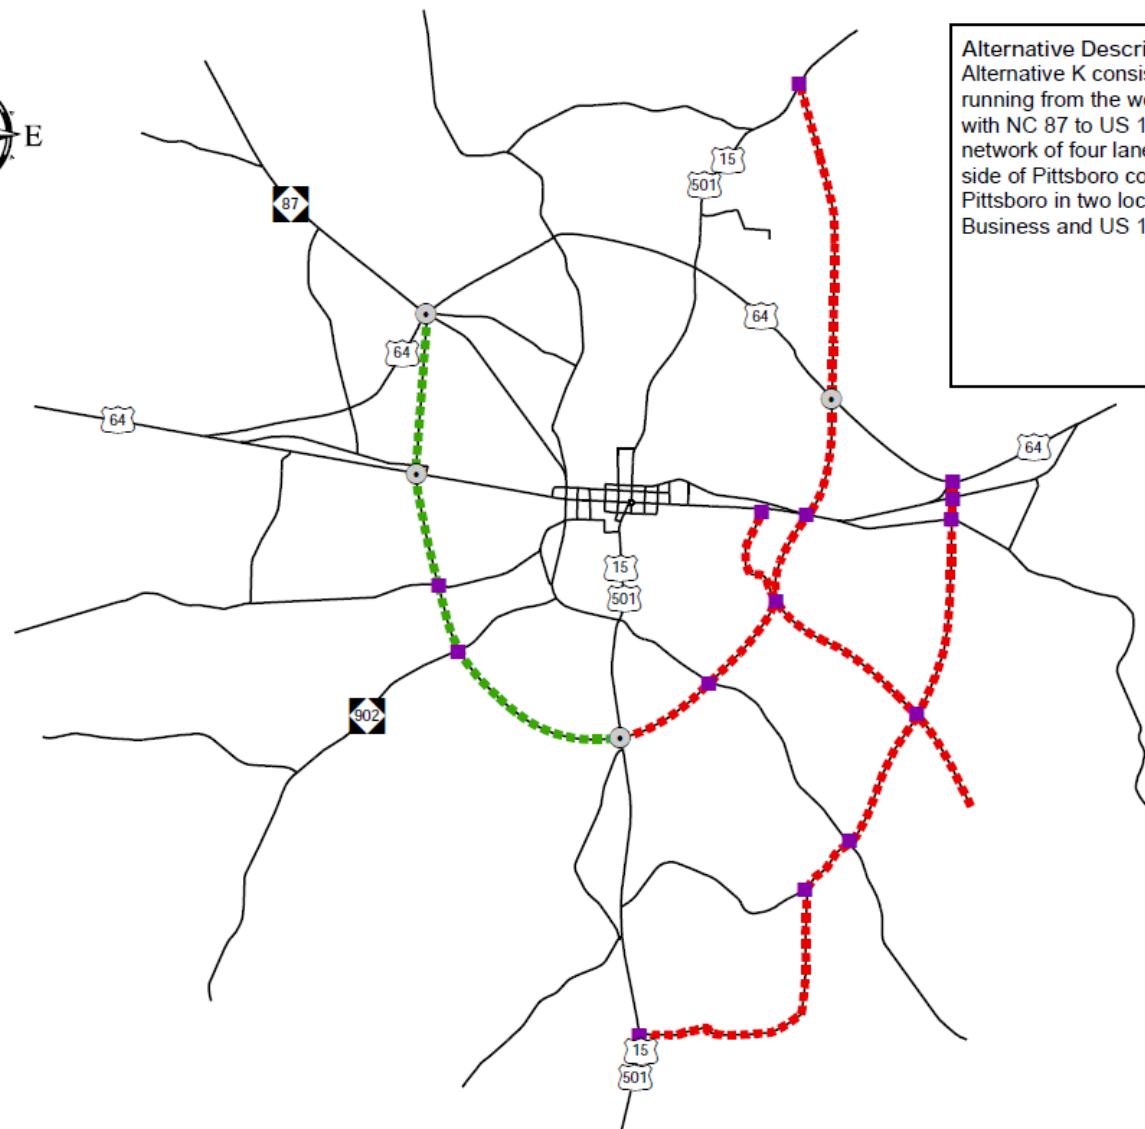 E
Alternative Descri
Alternative K consis
running from the we
with NC 87 to US 1
network of four lane
side of Pittsboro co
Pittsboro in two loc
Business and US 1
15
501
87
64
64
64
64
15
501
902
15
501